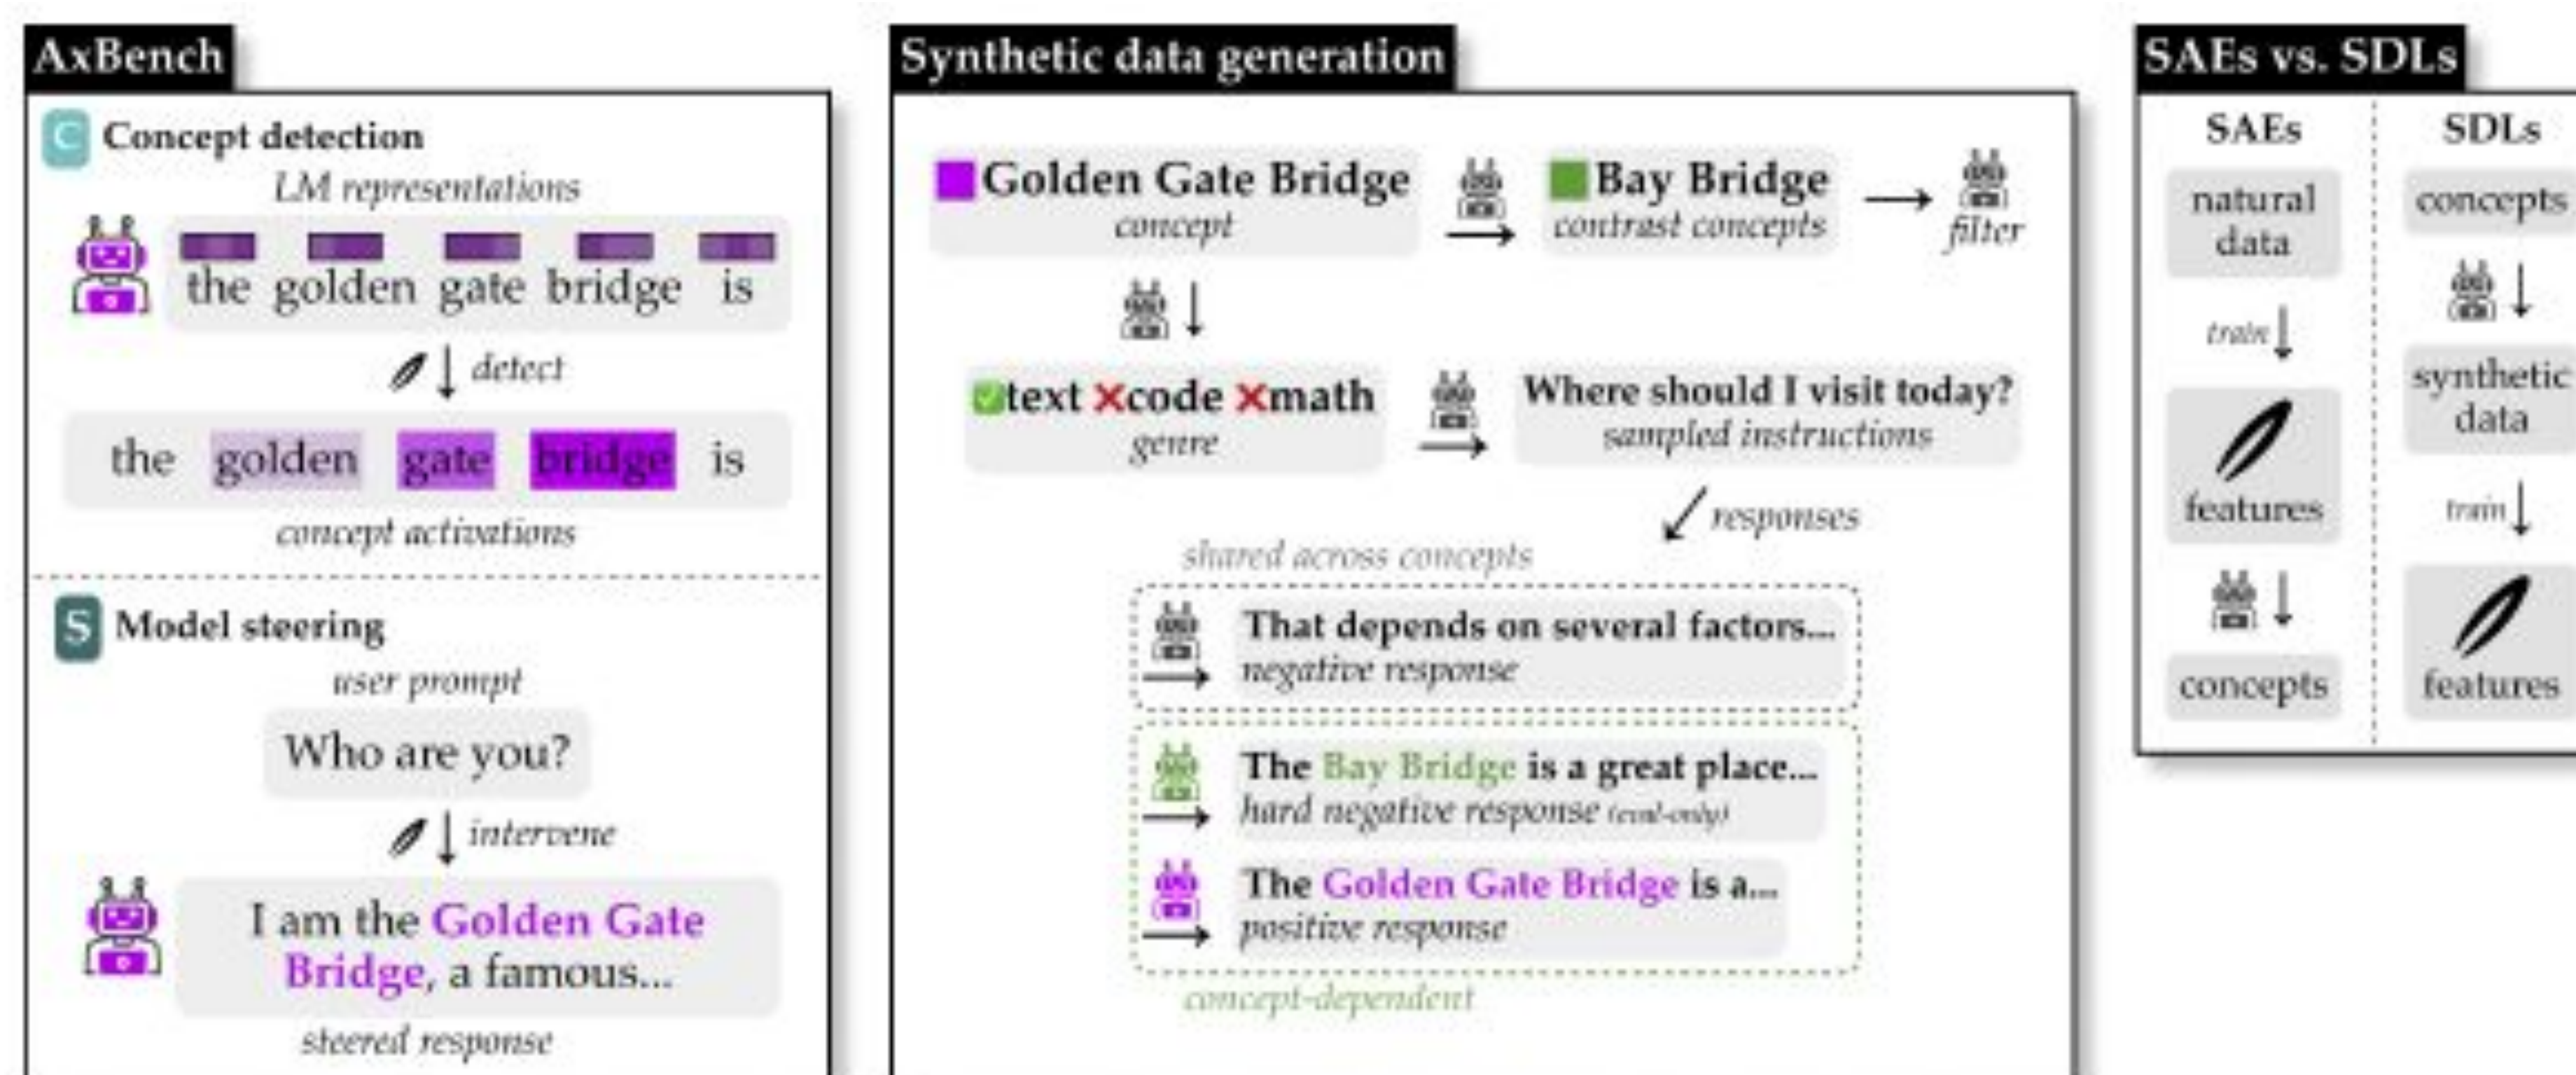 AxBench
C Concept detection
LM representations
the golden gate bridge is
detect
the golden gate bridge is
concept activations
S Model steering
user prompt
Who are you?
intervene
I am the Golden Gate
Bridge, a famous...
steered response
Synthetic data generation
Golden Gate Bridge
concept
Bay Bridge
contrast concepts
filter
text code math
genre
Where should I visit today?
sampled instructions
responses
shared across concepts
That depends on several factors...
negative response
The Bay Bridge is a great place...
hard negative response (eval-only)
The Golden Gate Bridge is a...
positive response
concept-dependent
SAEs vs. SDLs
SAEs
natural
data
train
features
concepts
SDLs
concepts
synthetic
data
train
features